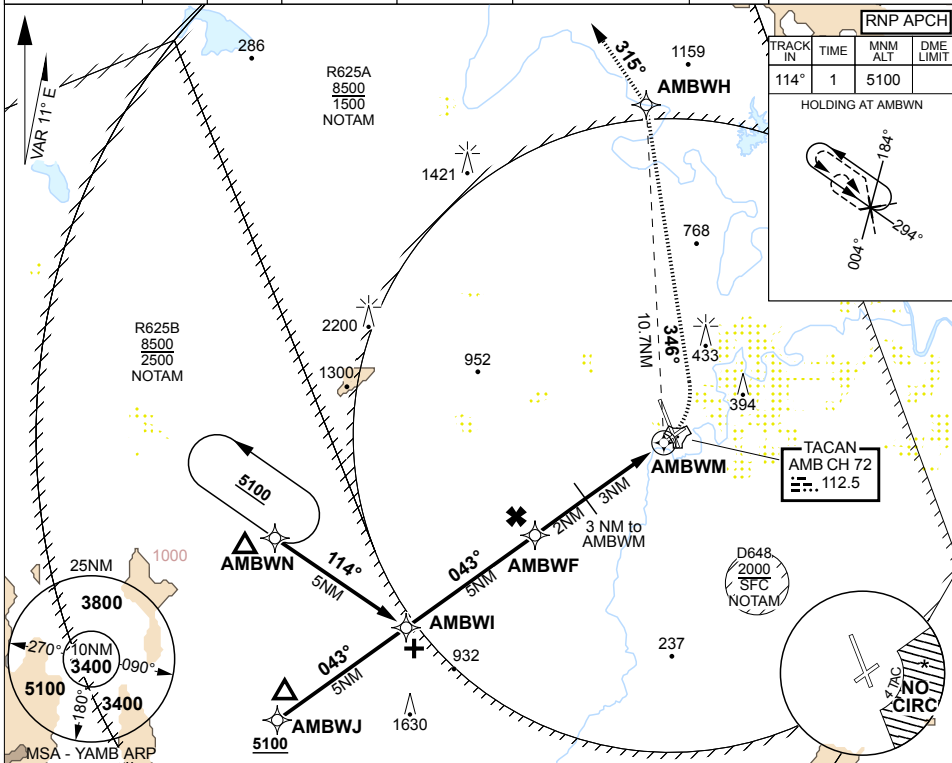 RNP APCH
TRACK IN TIME MNM ALT DME LIMIT
114° 1 5100
HOLDING AT AMBWN
184°
294°
004°
VAR 11° E
286
R625A
8500
1500
NOTAM
315°
1159
AMBWH
1421
768
2200
R625B
8500
2500
NOTAM
1300
952
10.7NM
346°
433
394
5100
AMBWM
TACAN
AMB CH 72
112.5
3NM
2NM
3 NM to
AMBWM
AMBWN
1000
114°
5NM
043°
5NM
AMBWF
D648
2000
SFC
NOTAM
25NM
3800
10NM
3400
270°
090°
5100
180°
3400
MSA - YAMB ARP
AMBWI
932
043°
5NM
237
AMBWJ
5100
1630
4 TAC
*
NO
CIRC